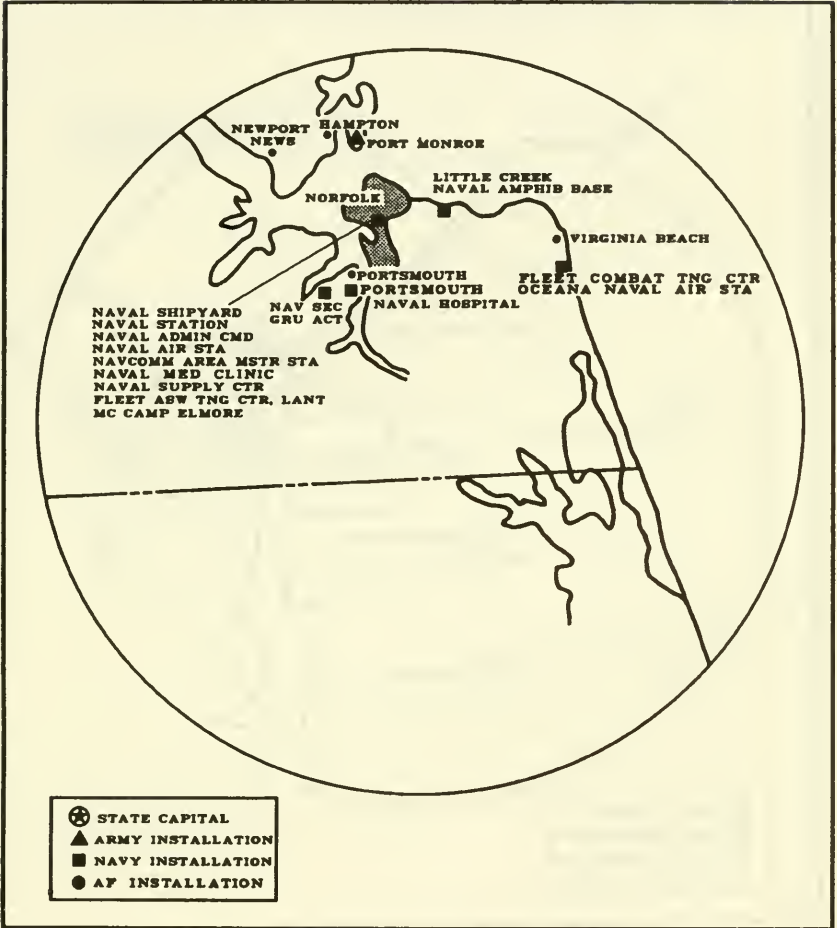 NEWPORT
NEWS
HAMPTON
FORT MONROE
NORFOLK
LITTLE CREEK
NAVAL AMPHIB BASE
VIRGINIA BEACH
FLEET COMBAT TNG CTR
OCEANA NAVAL AIR STA
PORTSMOUTH
PORTSMOUTH
NAVAL HOSPITAL
NAV SEC
GRU ACT
NAVAL SHIPYARD
NAVAL STATION
NAVAL ADMIN CMD
NAVAL AIR STA
NAVCOMM AREA MSTR STA
NAVAL MED CLINIC
NAVAL SUPPLY CTR
FLEET ASW TNG CTR, LANT
MC CAMP ELMORE
STATE CAPITAL
ARMY INSTALLATION
NAVY INSTALLATION
AF INSTALLATION